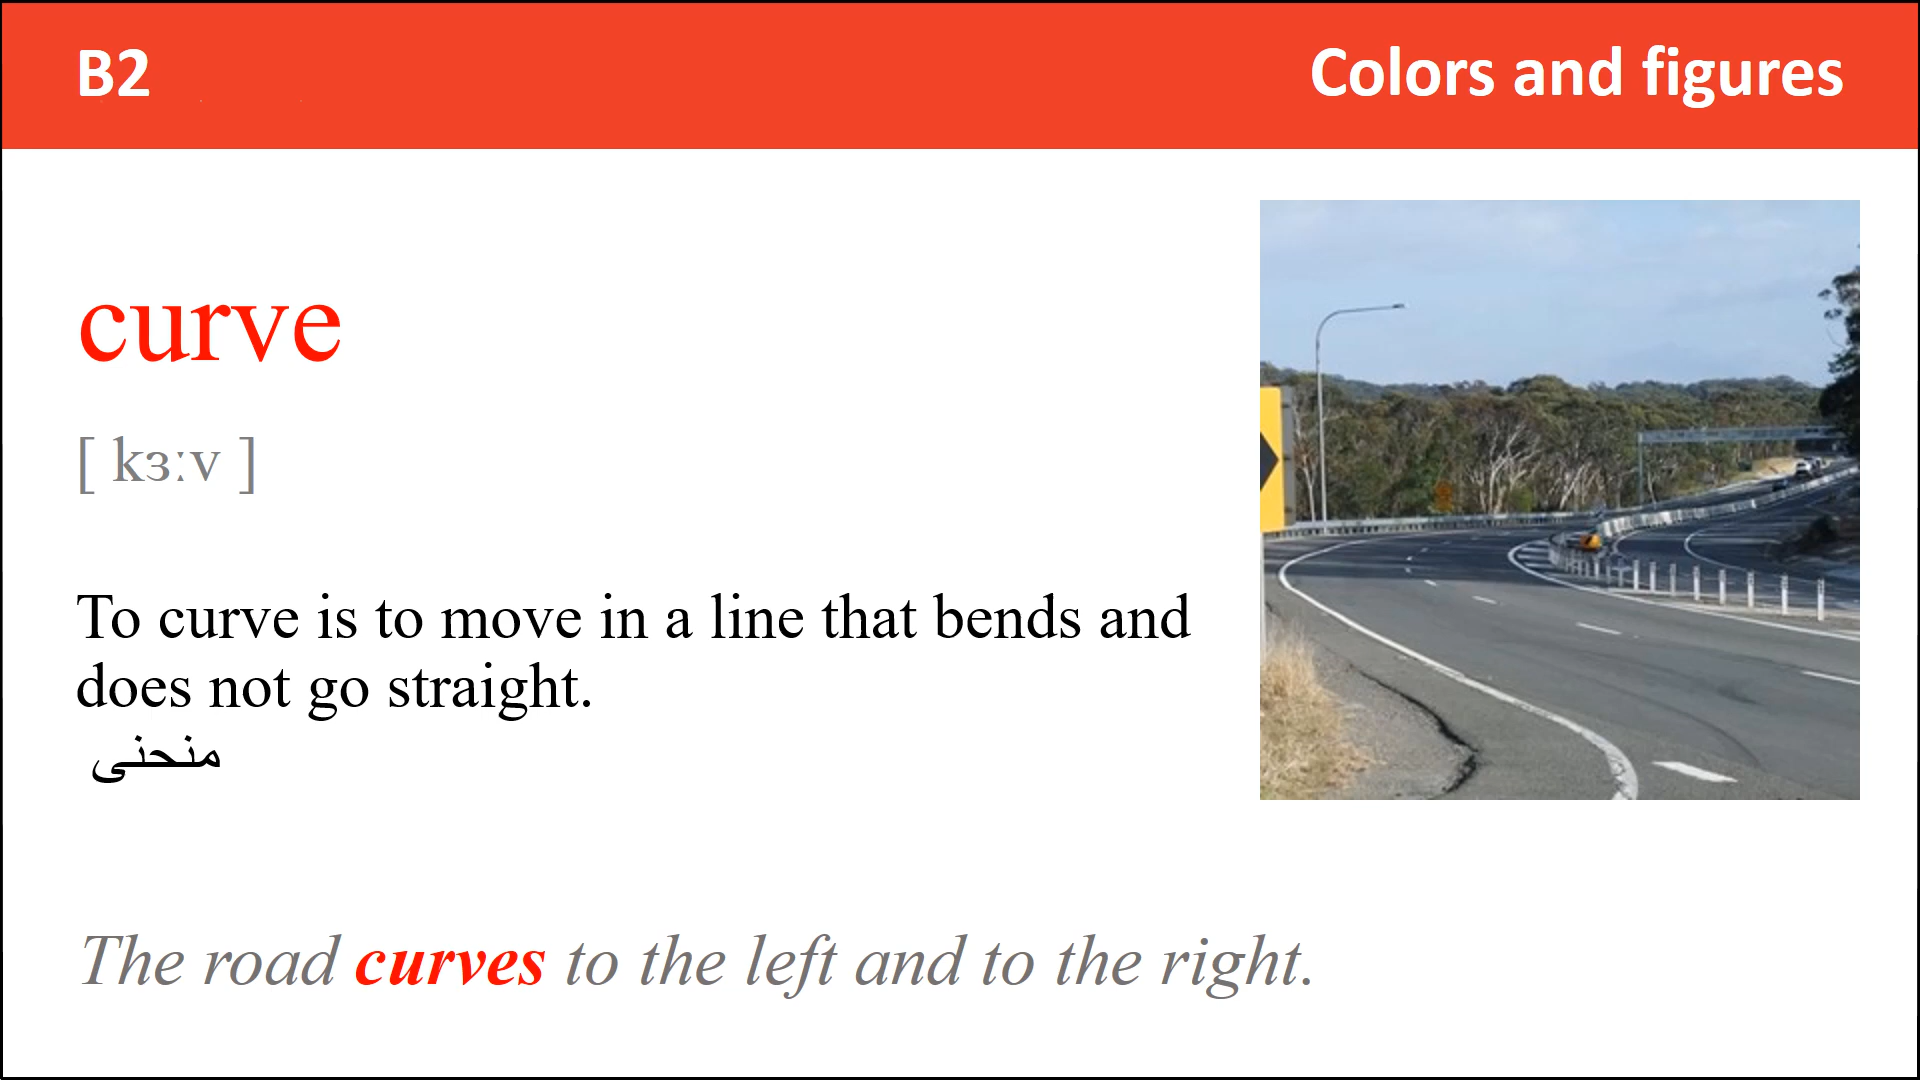 B2
Colors and figures
curve
[ kɜːv ]
To curve is to move in a line that bends and
does not go straight.
منحنی
The road curves to the left and to the right.